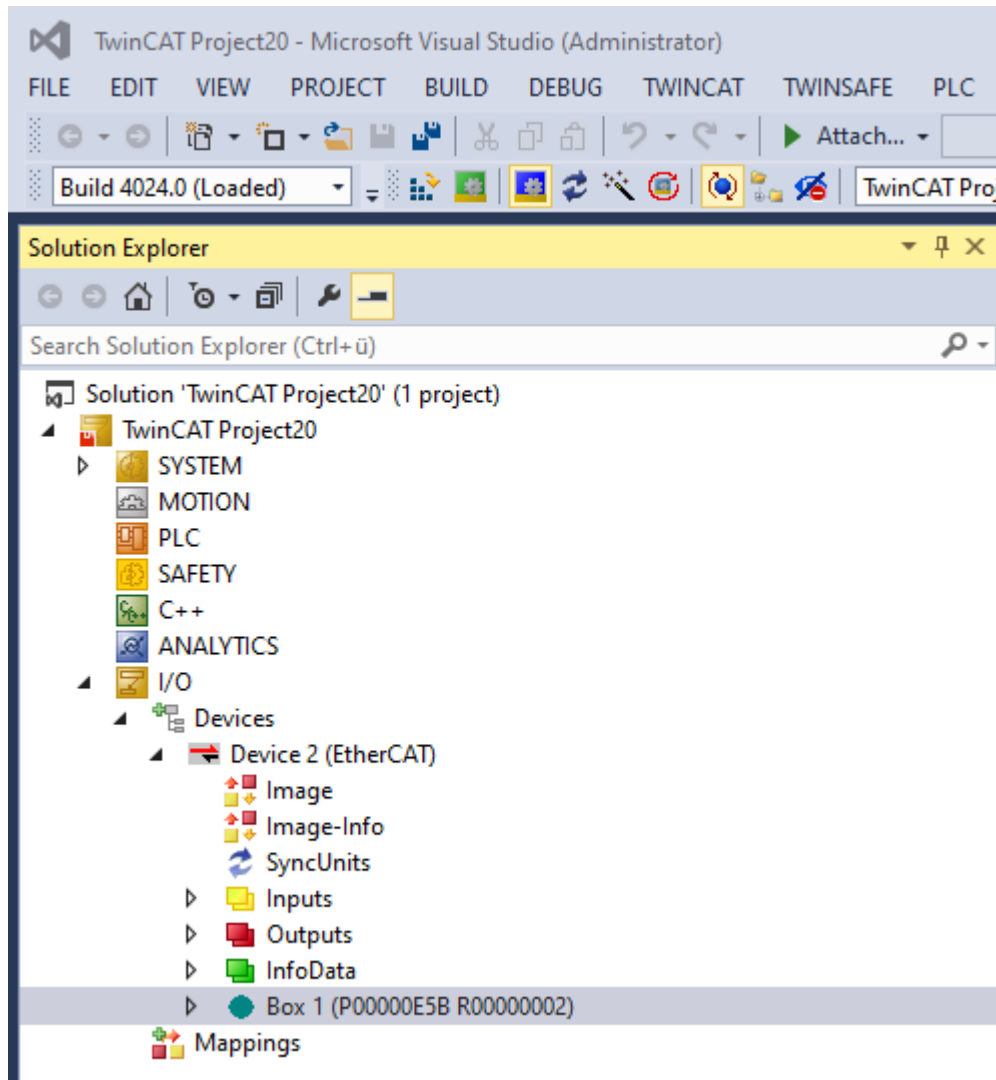 TwinCAT Project20 - Microsoft Visual Studio (Administrator)
FILE EDIT VIEW PROJECT BUILD DEBUG TWINCAT TWINSAFE PLC
Attach...
Build 4024.0 (Loaded) TwinCAT Proj
Solution Explorer
Search Solution Explorer (Ctrl+ü)
Solution 'TwinCAT Project20' (1 project)
TwinCAT Project20
SYSTEM
MOTION
PLC
SAFETY
C++
ANALYTICS
I/O
Devices
Device 2 (EtherCAT)
Image
Image-Info
SyncUnits
Inputs
Outputs
InfoData
Box 1 (P00000E5B R00000002)
Mappings